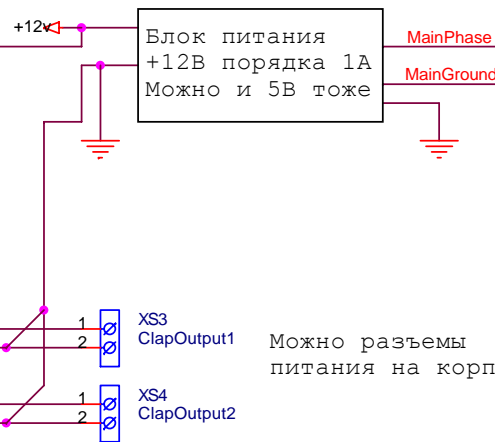 +12v
Блок питания
+12В порядка 1А
Можно и 5В тоже
MainPhase
MainGround
1
2
XS3
ClapOutput1
Можно разъемы
питания на корп
1
2
XS4
ClapOutput2